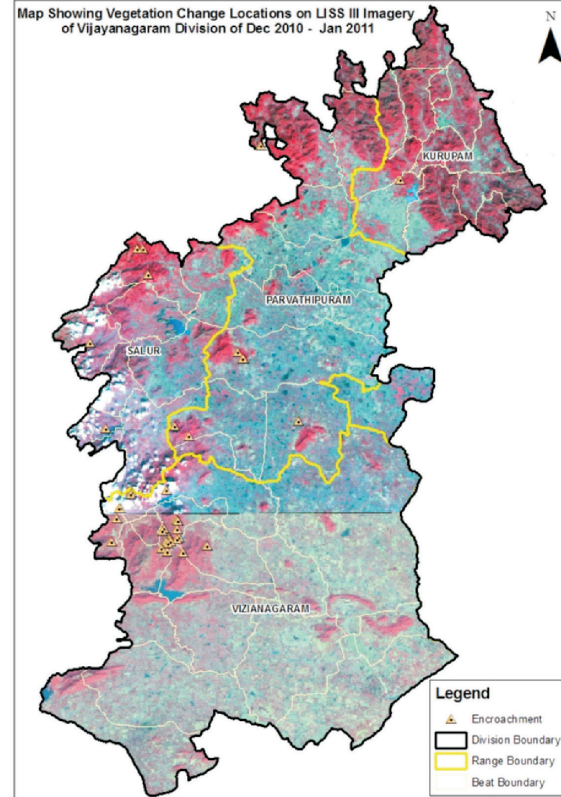 Map Showing Vegetation Change Locations on LISS III Imagery
of Vijayanagaram Division of Dec 2010 - Jan 2011
N
KURUPAM
PARVATHIPURAM
SALUR
VIZIANAGARAM
Legend
Encroachment
Division Boundary
Range Boundary
Beat Boundary